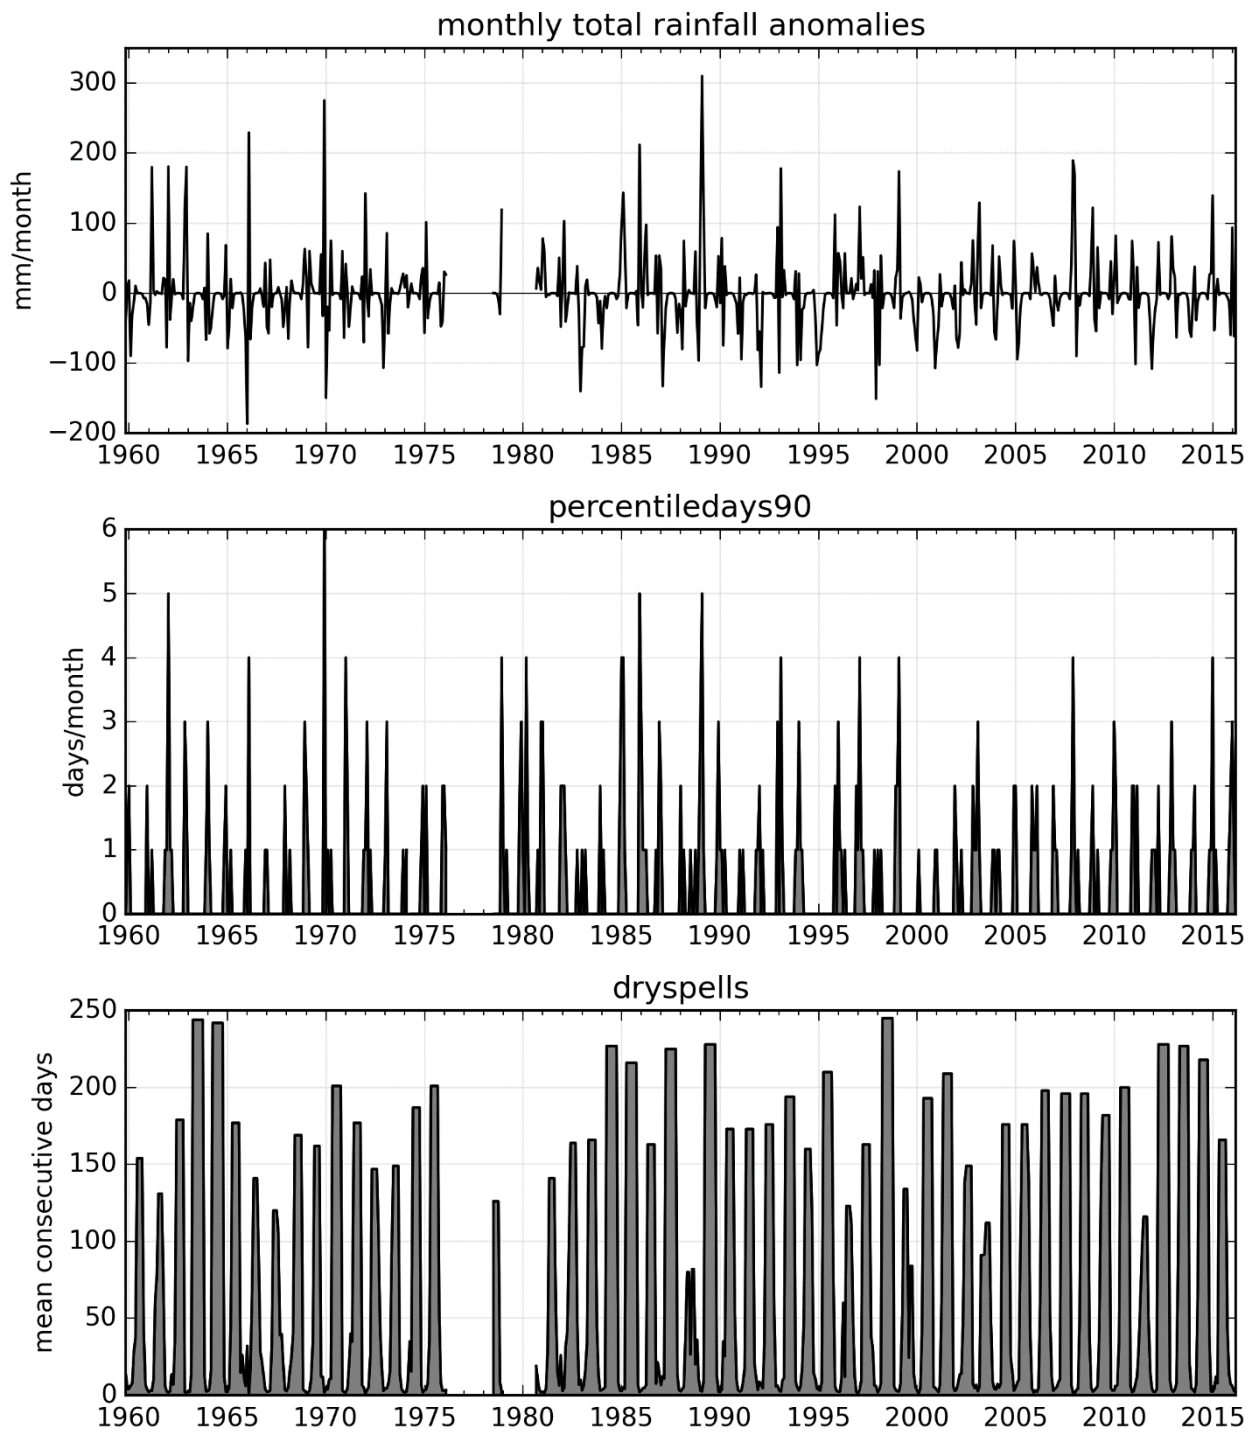 monthly total rainfall anomalies
mm/month
300
200
100
0
−100
−200
1960 1965 1970 1975 1980 1985 1990 1995 2000 2005 2010 2015
percentiledays90
days/month
6
5
4
3
2
1
0
1960 1965 1970 1975 1980 1985 1990 1995 2000 2005 2010 2015
dryspells
mean consecutive days
250
200
150
100
50
0
1960 1965 1970 1975 1980 1985 1990 1995 2000 2005 2010 2015